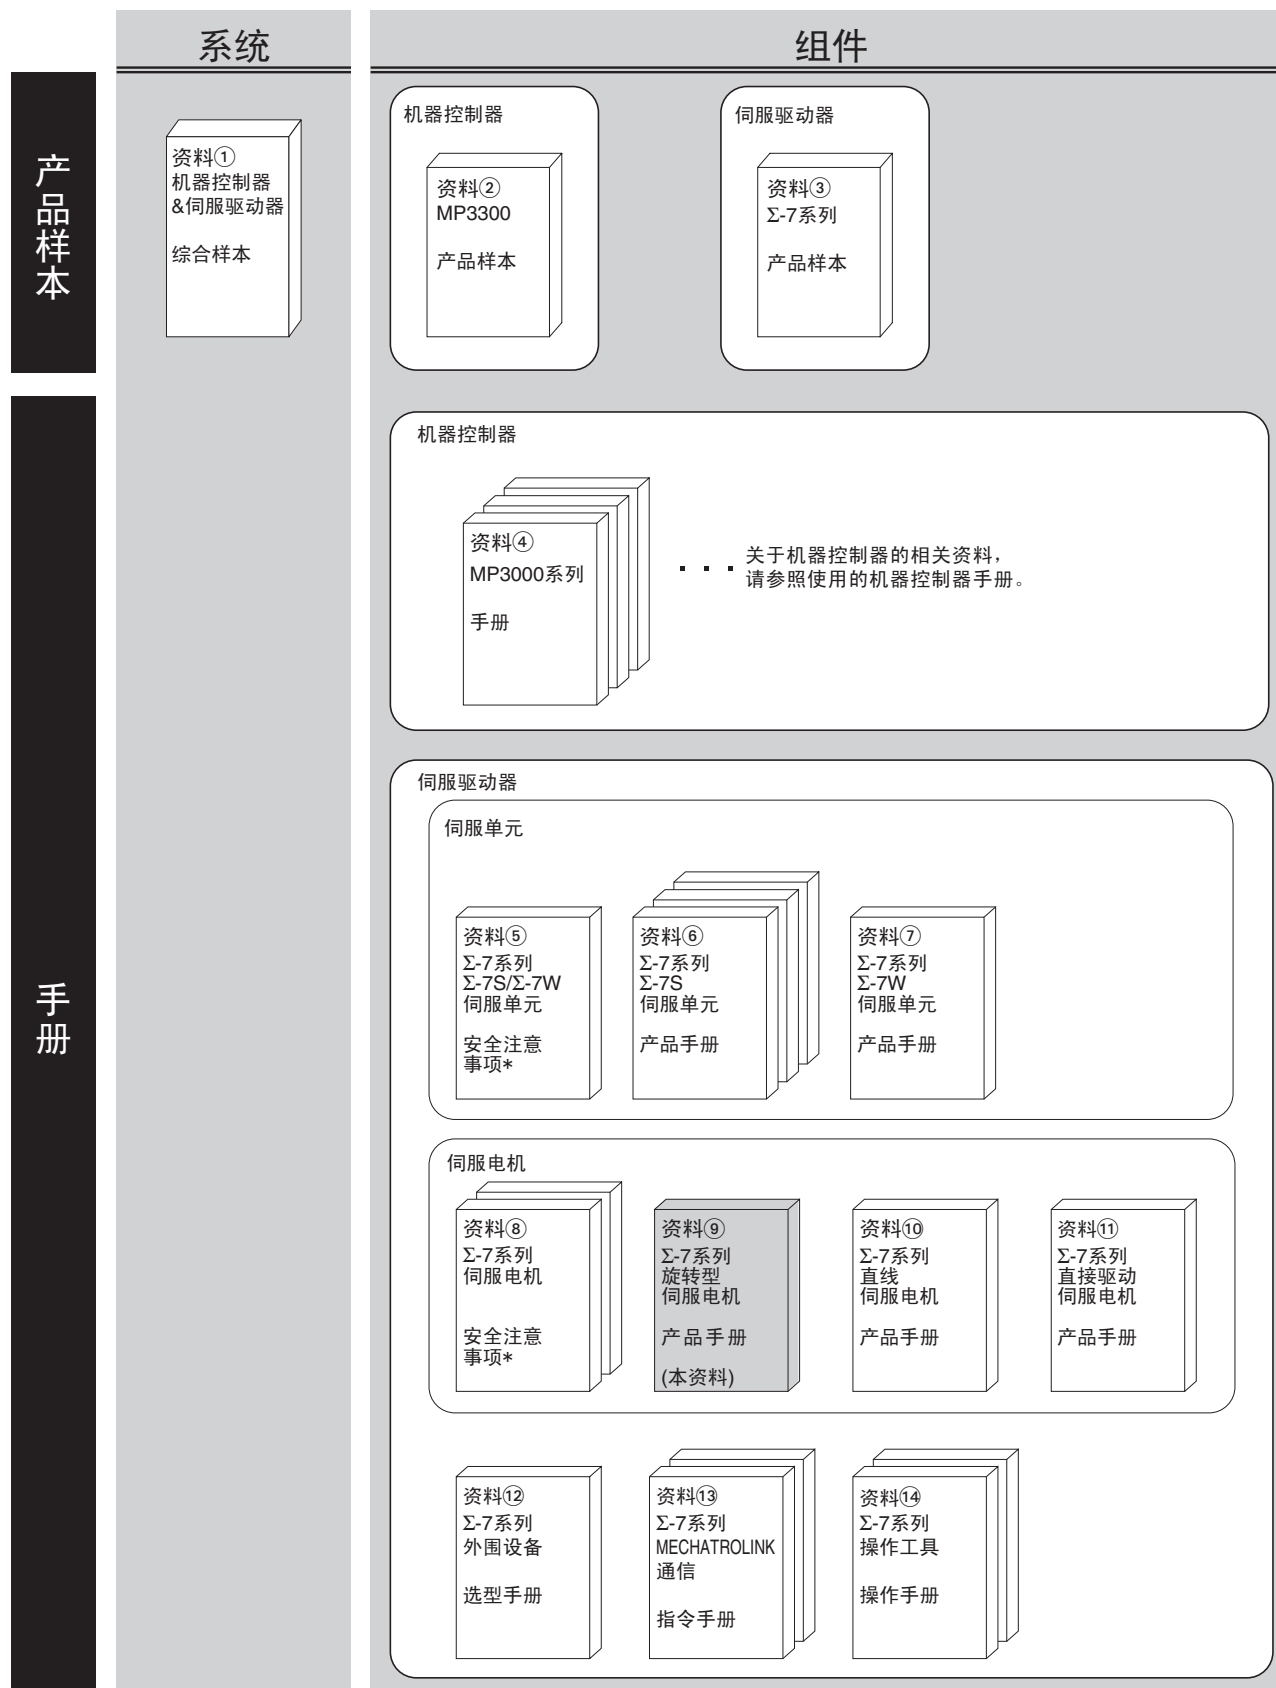 系统
组件
产品样本
资料①
机器控制器
&伺服驱动器
综合样本
机器控制器
资料②
MP3300
产品样本
伺服驱动器
资料③
Σ-7系列
产品样本
手册
机器控制器
资料④
MP3000系列
手册
▪ ▪ ▪
关于机器控制器的相关资料，
请参照使用的机器控制器手册。
伺服驱动器
伺服单元
资料⑤
Σ-7系列
Σ-7S/Σ-7W
伺服单元
安全注意
事项*
资料⑥
Σ-7系列
Σ-7S
伺服单元
产品手册
资料⑦
Σ-7系列
Σ-7W
伺服单元
产品手册
伺服电机
资料⑧
Σ-7系列
伺服电机
安全注意
事项*
资料⑨
Σ-7系列
旋转型
伺服电机
产品手册
(本资料)
资料⑩
Σ-7系列
直线
伺服电机
产品手册
资料⑪
Σ-7系列
直接驱动
伺服电机
产品手册
资料⑫
Σ-7系列
外围设备
选型手册
资料⑬
Σ-7系列
MECHATROLINK
通信
指令手册
资料⑭
Σ-7系列
操作工具
操作手册